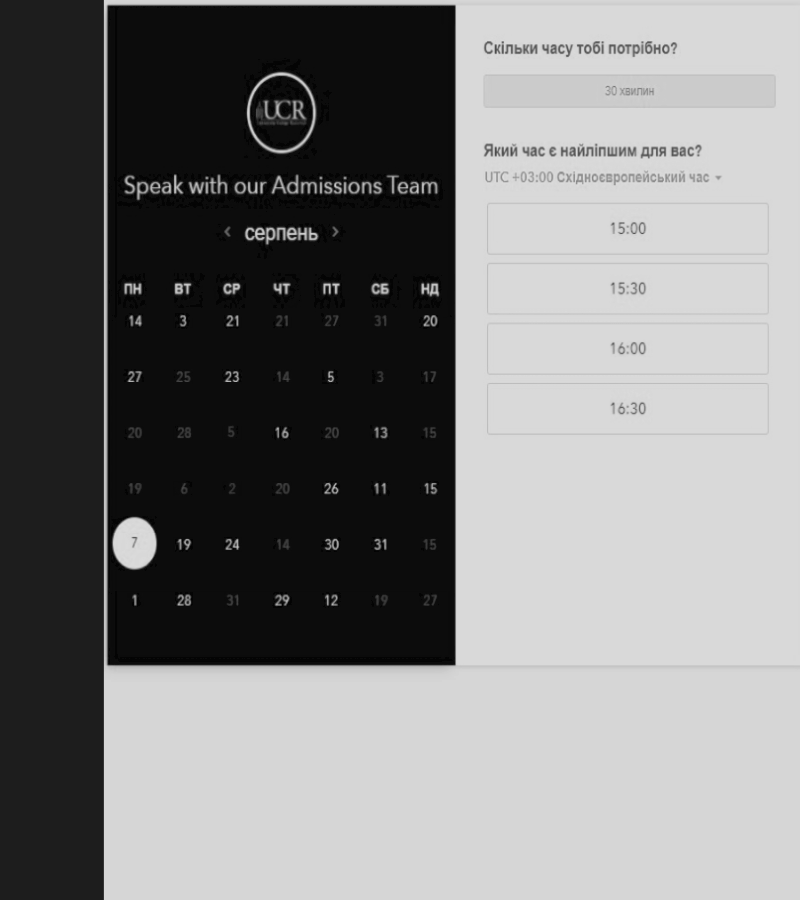 UCR
Speak with our Admissions Team
‹ серпень ›
ПН ВТ СР ЧТ ПТ СБ НД
14 3 21 21 27 31 20
27 25 23 14 5 3 17
20 28 5 16 20 13 15
19 6 2 20 26 11 15
7 19 24 14 30 31 15
1 28 31 29 12 19 27
Скільки часу тобі потрібно?
30 хвилин
Який час є найліпшим для вас?
UTC +03:00 Східноєвропейський час
15:00
15:30
16:00
16:30